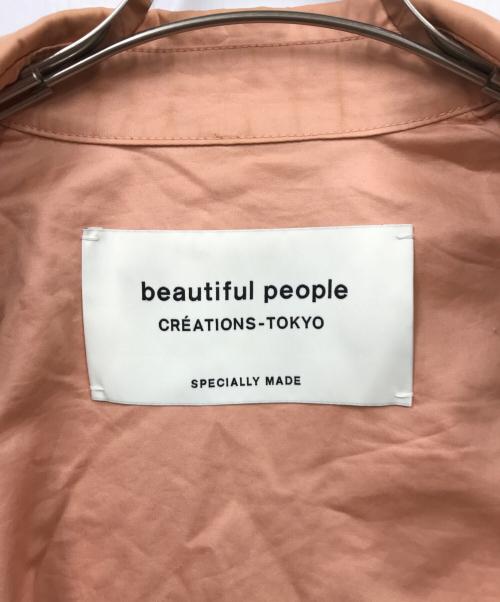 beautiful people
CRÉATIONS-TOKYO
SPECIALLY MADE